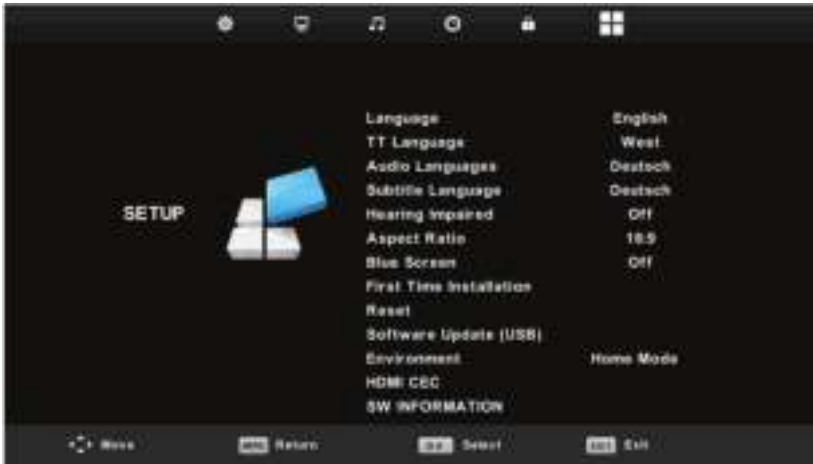 SETUP
Language English
TT Language West
Audio Languages Deutsch
Subtitle Language Deutsch
Hearing Impaired Off
Aspect Ratio 16:9
Blue Screen Off
First Time Installation
Reset
Software Update (USB)
Environment Home Mode
HDMI CEC
SW INFORMATION
Move MENU Return Select EXIT Exit